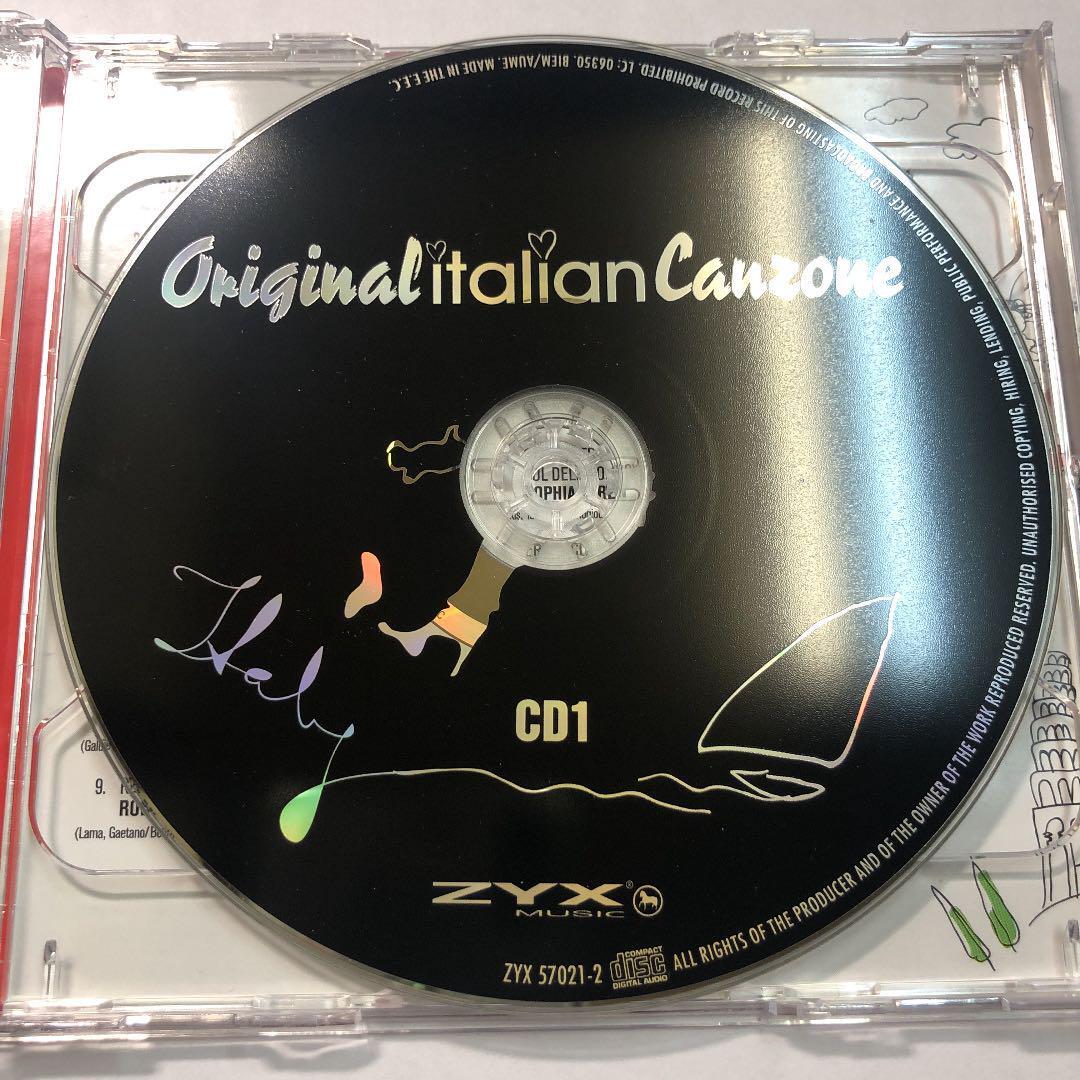 Original italian Canzone
Italy
CD1
ZYX®
MUSIC
ZYX 57021-2
COMPACT
disc
DIGITAL AUDIO
ALL RIGHTS OF THE PRODUCER AND OF THE OWNER OF THE WORK REPRODUCED RESERVED. UNAUTHORISED COPYING, HIRING, LENDING, PUBLIC PERFORMANCE AND BROADCASTING OF THIS RECORD PROHIBITED. LC: 06350. BIEM/AUME. MADE IN THE E.E.C.
9.
(Lama, Gaetano/